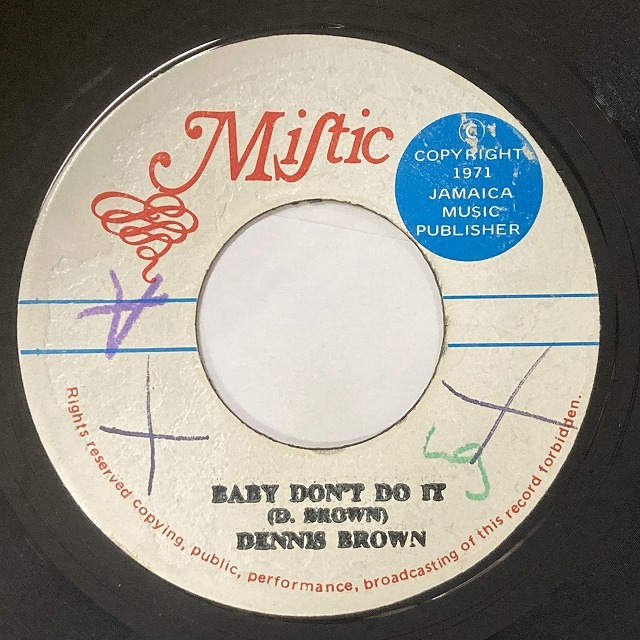 Miſtic
©
COPYRIGHT
1971
JAMAICA
MUSIC
PUBLISHER
BABY DON'T DO IT
(D. BROWN)
DENNIS BROWN
Rights reserved copying, public, performance, broadcasting of this record forbidden.